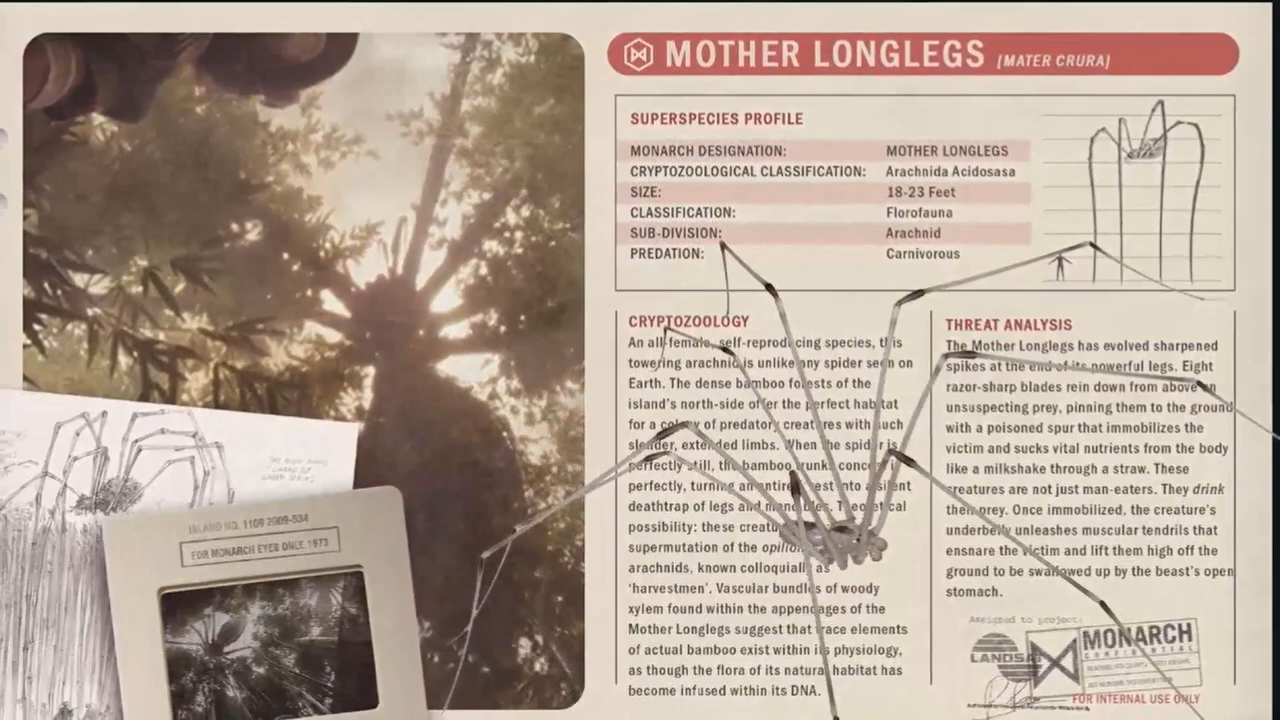 MOTHER LONGLEGS [MATER CRURA]
SUPERSPECIES PROFILE
MONARCH DESIGNATION: MOTHER LONGLEGS
CRYPTOZOOLOGICAL CLASSIFICATION: Arachnida Acidosasa
SIZE: 18-23 Feet
CLASSIFICATION: Florofauna
SUB-DIVISION: Arachnid
PREDATION: Carnivorous
CRYPTOZOOLOGY
An all-female, self-reproducing species, this
towering arachnid is unlike any spider seen on
Earth. The dense bamboo forests of the
island's north-side offer the perfect habitat
for a colony of predatory creatures with such
slender, extended limbs. When the spider is
perfectly still, the bamboo trunks conceal it
perfectly, turning an entire forest into a silent
deathtrap of legs and mandibles. Theoretical
possibility: these
supermutation of the
arachnids, known colloquially as
'harvestmen'. Vascular bundles of woody
xylem found within the appendages of the
Mother Longlegs suggest that trace elements
of actual bamboo exist within its physiology,
as though the flora of its natural habitat has
become infused within its DNA.
THREAT ANALYSIS
The Mother Longlegs has evolved sharpened
spikes at the end of its powerful legs. Eight
razor-sharp blades rein down from above on
unsuspecting prey, pinning them to the ground
with a poisoned spur that immobilizes the
victim and sucks vital nutrients from the body
like a milkshake through a straw. These
creatures are not just man-eaters. They drink
their prey. Once immobilized, the creature's
underbelly unleashes muscular tendrils that
ensnare the victim and lift them high off the
ground to be swallowed up by the beast's open
stomach.
Assigned to project:
LANDSAT
MONARCH
CONFIDENTIAL
FOR INTERNAL USE ONLY
ISLAND NO. 1109 2009-534
FOR MONARCH EYES ONLY. 1973